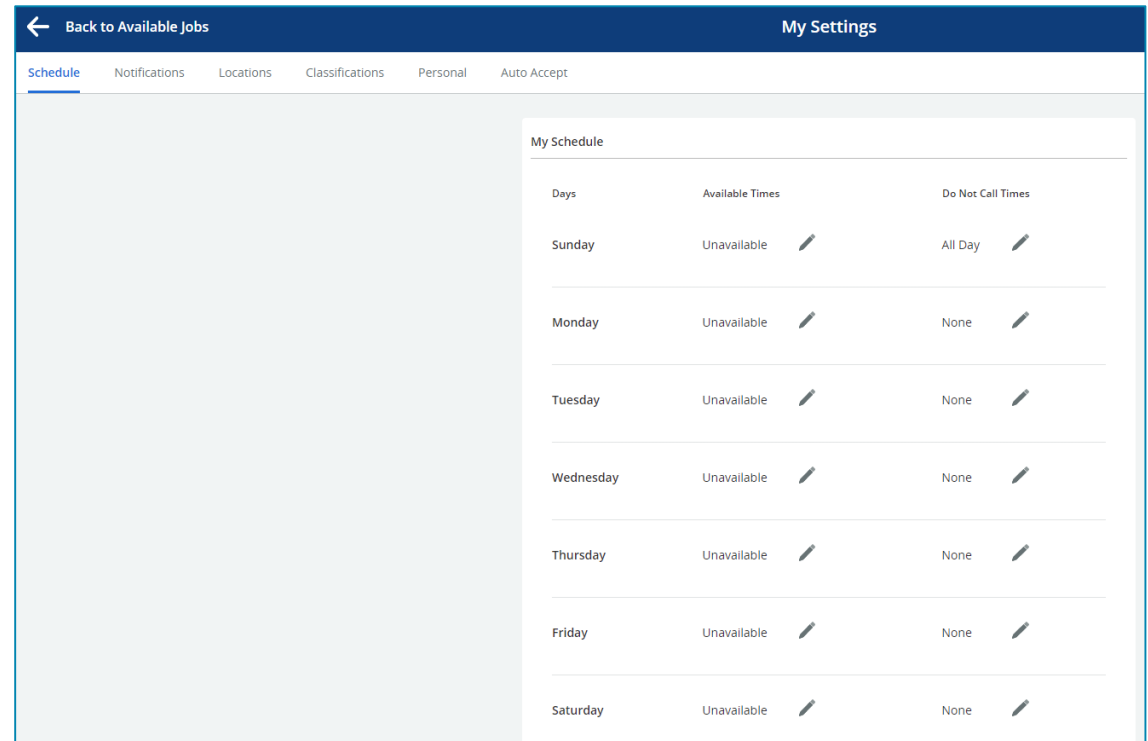 Back to Available Jobs My Settings
Schedule Notifications Locations Classifications Personal Auto Accept
My Schedule
Days Available Times Do Not Call Times
Sunday Unavailable All Day
Monday Unavailable None
Tuesday Unavailable None
Wednesday Unavailable None
Thursday Unavailable None
Friday Unavailable None
Saturday Unavailable None